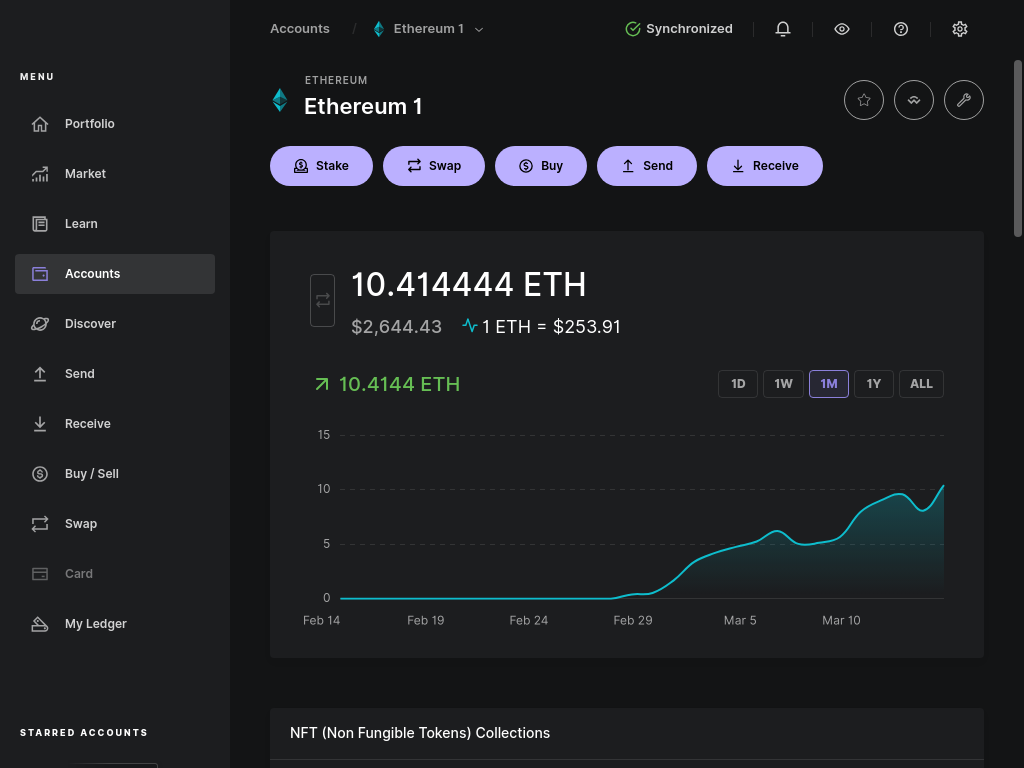 MENU
Portfolio
Market
Learn
Accounts
Discover
Send
Receive
Buy / Sell
Swap
Card
My Ledger
STARRED ACCOUNTS
Accounts / Ethereum 1
Synchronized
ETHEREUM
Ethereum 1
Stake
Swap
Buy
Send
Receive
10.414444 ETH
$2,644.43 1 ETH = $253.91
10.4144 ETH
1D 1W 1M 1Y ALL
15
10
5
0
Feb 14 Feb 19 Feb 24 Feb 29 Mar 5 Mar 10
NFT (Non Fungible Tokens) Collections